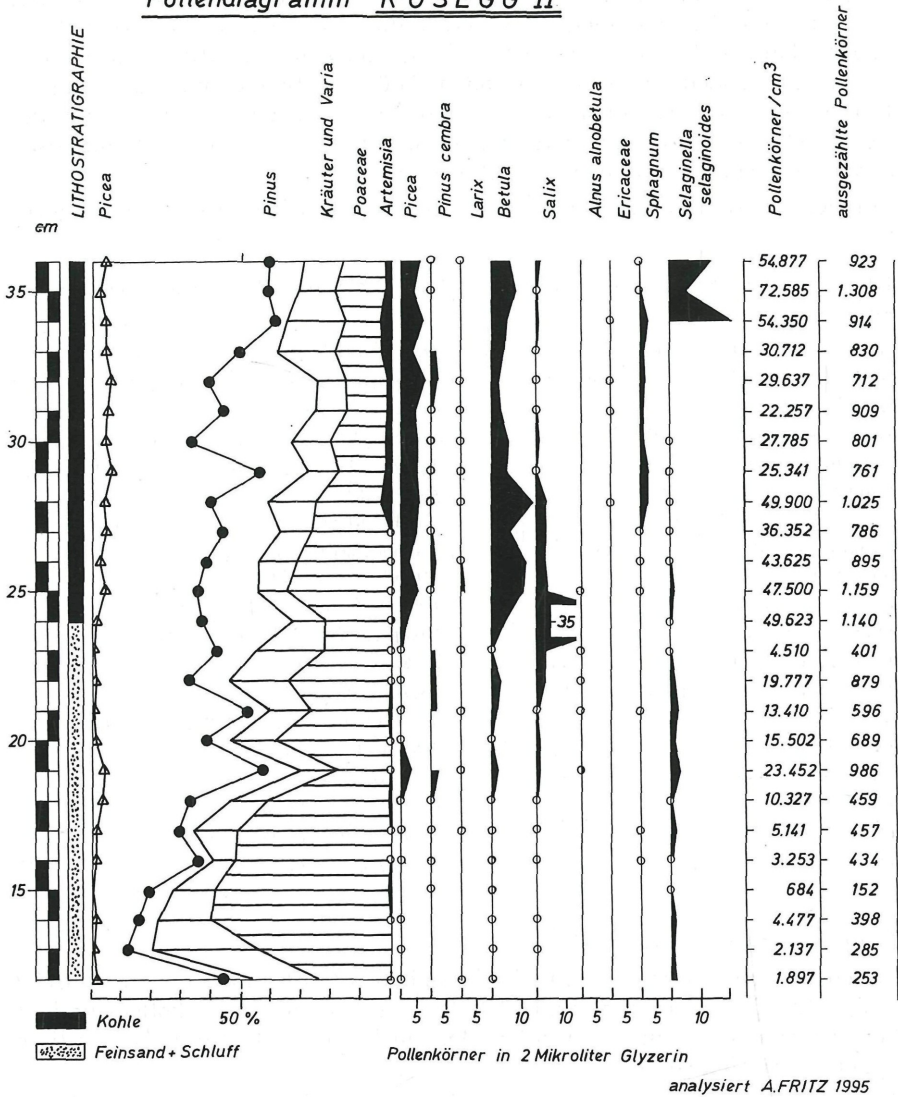 Pollendiagramm ROSEGG II
LITHOSTRATIGRAPHIE
Picea
Pinus
Kräuter und Varia
Poaceae
Artemisia
Picea
Pinus cembra
Larix
Betula
Salix
Alnus alnobetula
Ericaceae
Sphagnum
Selaginella
selaginoides
Pollenkörner/cm³
ausgezählte Pollenkörner
cm
54.877 923
35 72.585 1.308
54.350 914
30.712 830
29.637 712
22.257 909
30 27.785 801
25.341 761
49.900 1.025
36.352 786
43.625 895
25 47.500 1.159
35 49.623 1.140
4.510 401
19.777 879
13.410 596
20 15.502 689
23.452 986
10.327 459
5.141 457
3.253 434
15 684 152
4.477 398
2.137 285
1.897 253
50 % 5 5 5 10 10 5 5 5 10
Kohle
Feinsand + Schluff
Pollenkörner in 2 Mikroliter Glyzerin
analysiert A.FRITZ 1995